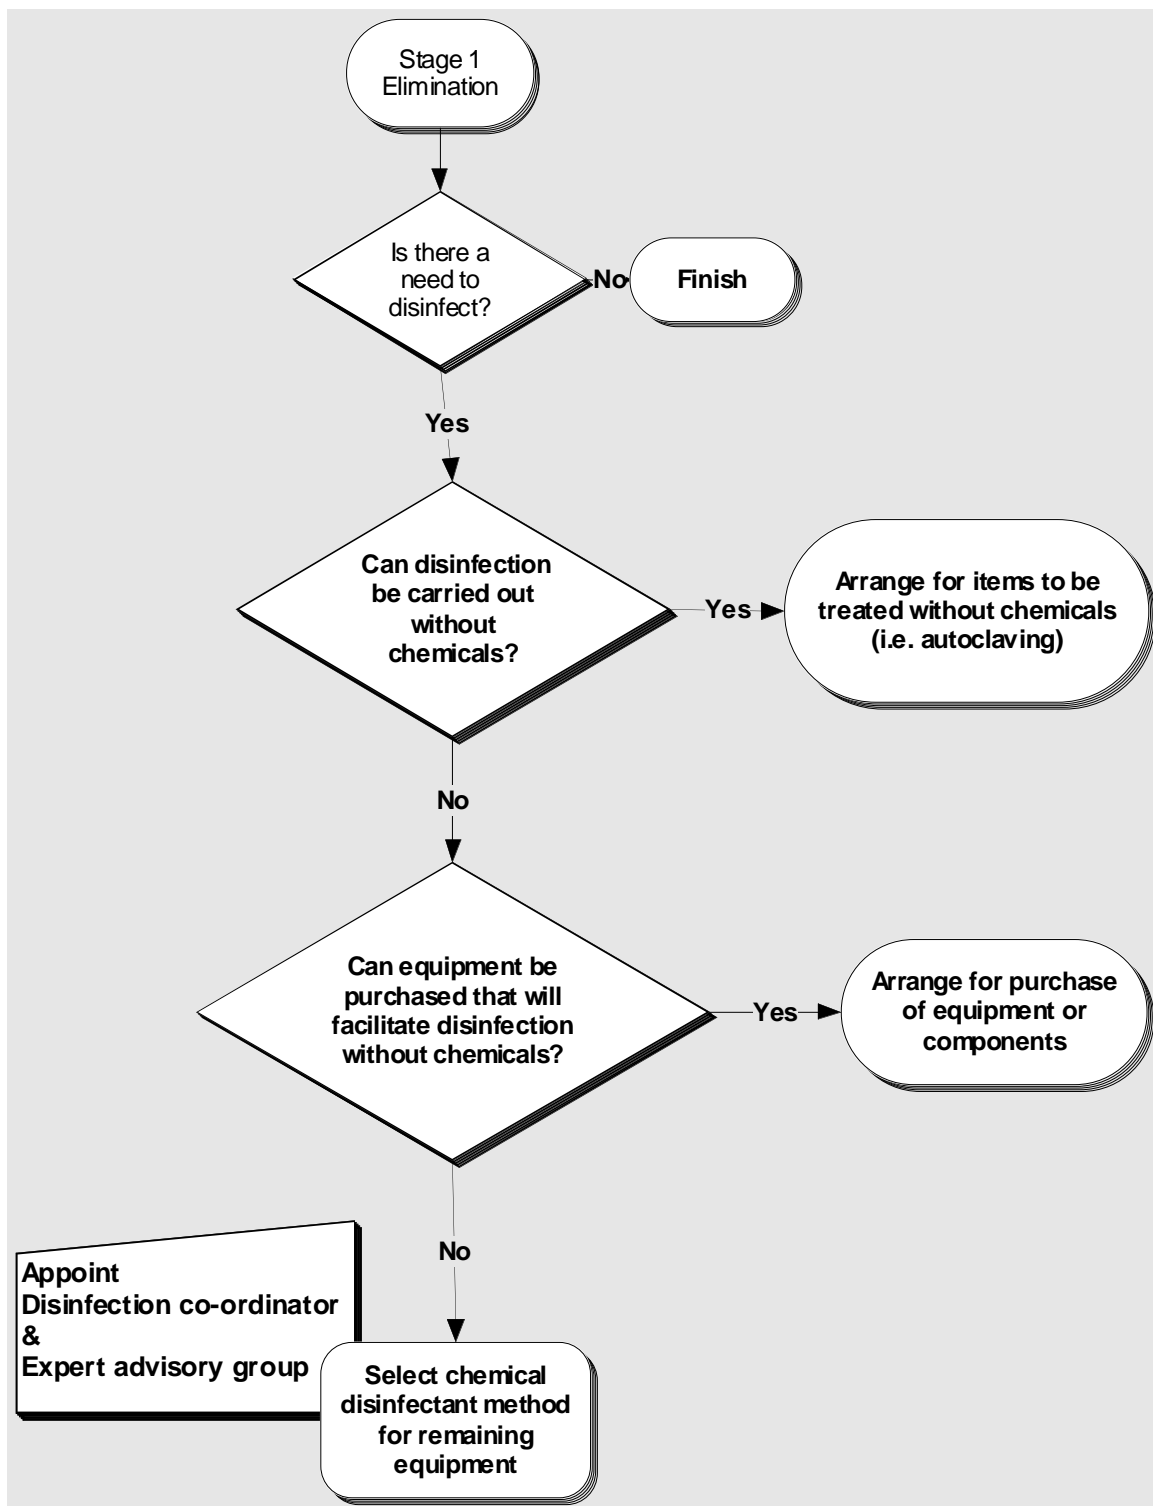 Stage 1
Elimination
Is there a
need to
disinfect?
No
Finish
Yes
Can disinfection
be carried out
without
chemicals?
Yes
Arrange for items to be
treated without chemicals
(i.e. autoclaving)
No
Can equipment be
purchased that will
facilitate disinfection
without chemicals?
Yes
Arrange for purchase
of equipment or
components
No
Appoint
Disinfection co-ordinator
&
Expert advisory group
Select chemical
disinfectant method
for remaining
equipment